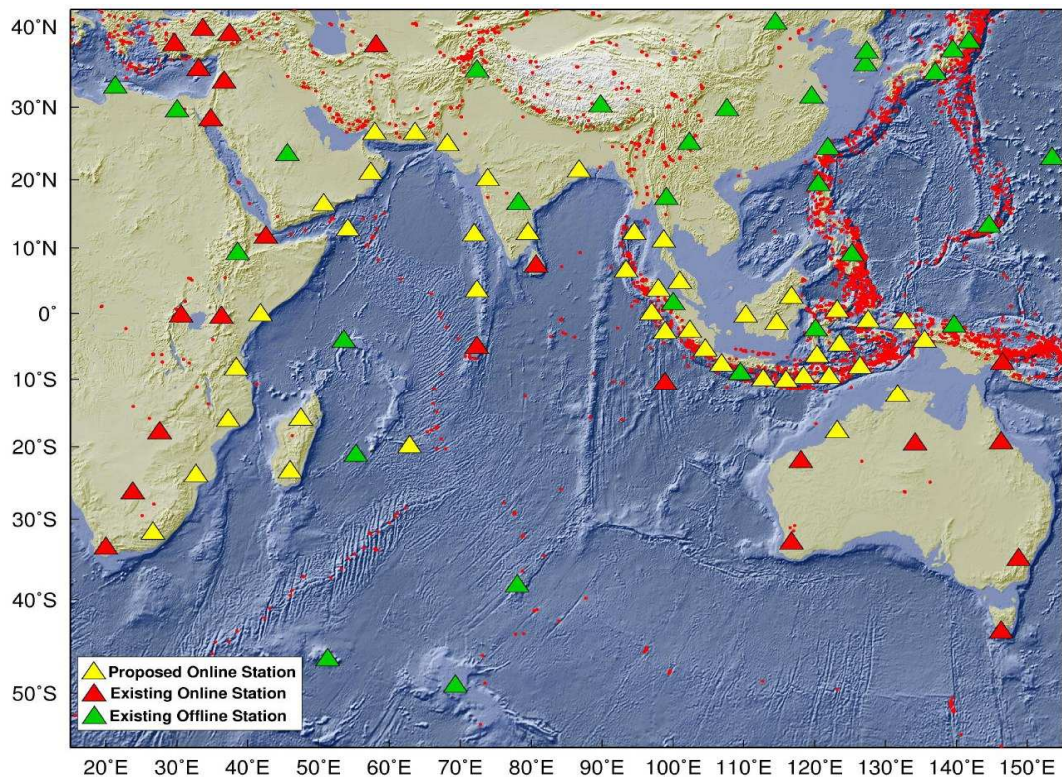 40°N
30°N
20°N
10°N
0°
10°S
20°S
30°S
40°S
50°S
Proposed Online Station
Existing Online Station
Existing Offline Station
20°E 30°E 40°E 50°E 60°E 70°E 80°E 90°E 100°E 110°E 120°E 130°E 140°E 150°E